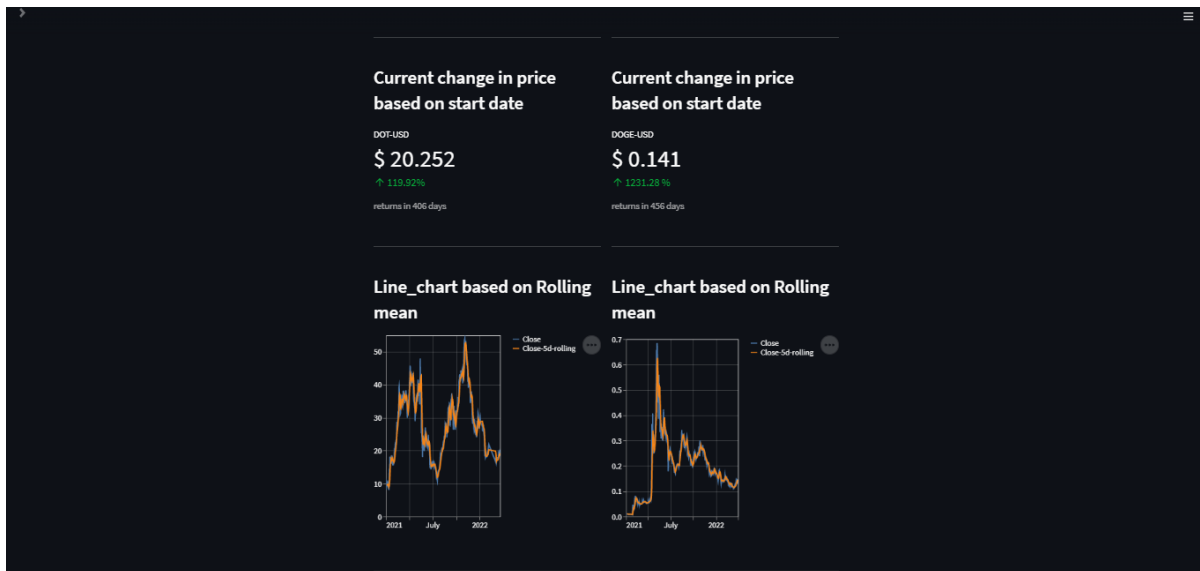 Current change in price
based on start date
DOT-USD
$ 20.252
↑ 119.92%
returns in 406 days
Current change in price
based on start date
DOGE-USD
$ 0.141
↑ 1231.28 %
returns in 456 days
Line_chart based on Rolling
mean
Close
Close-5d-rolling
50
40
30
20
10
0
2021 July 2022
Line_chart based on Rolling
mean
Close
Close-5d-rolling
0.7
0.6
0.5
0.4
0.3
0.2
0.1
0.0
2021 July 2022